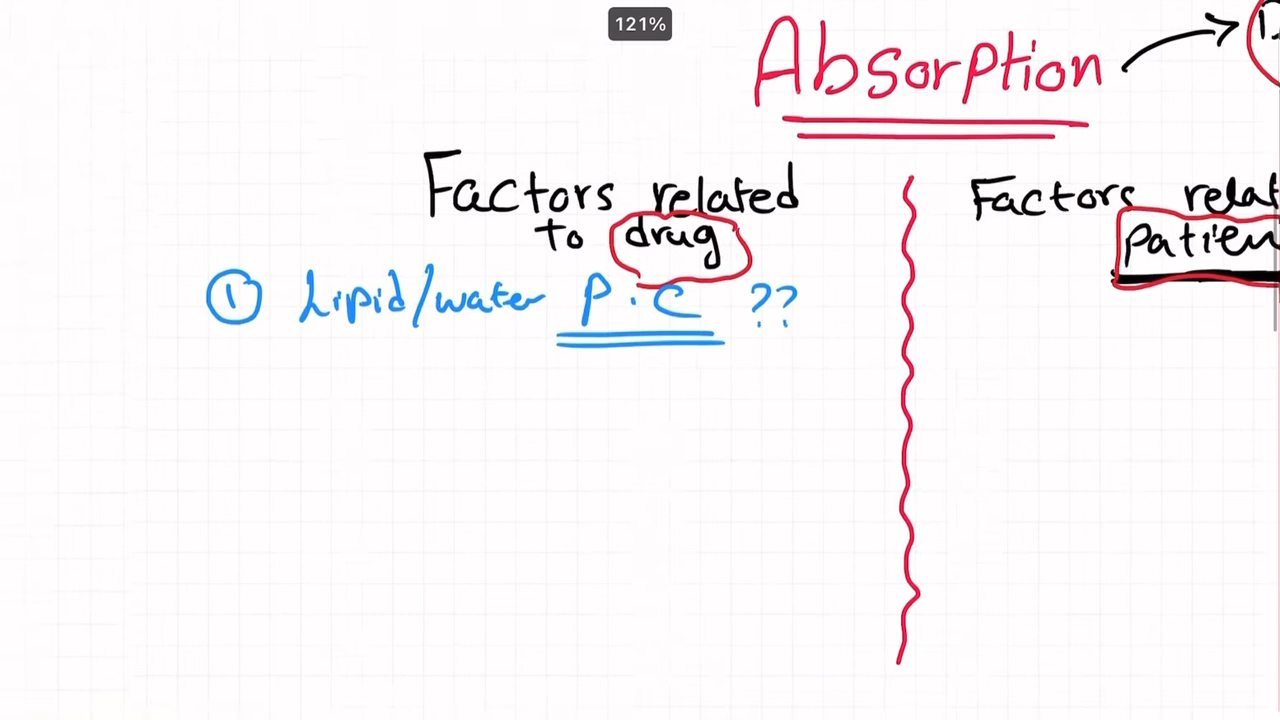 121%
Absorption
Factors related
to drug
① Lipid/water P.C ??
Factors relat
patien